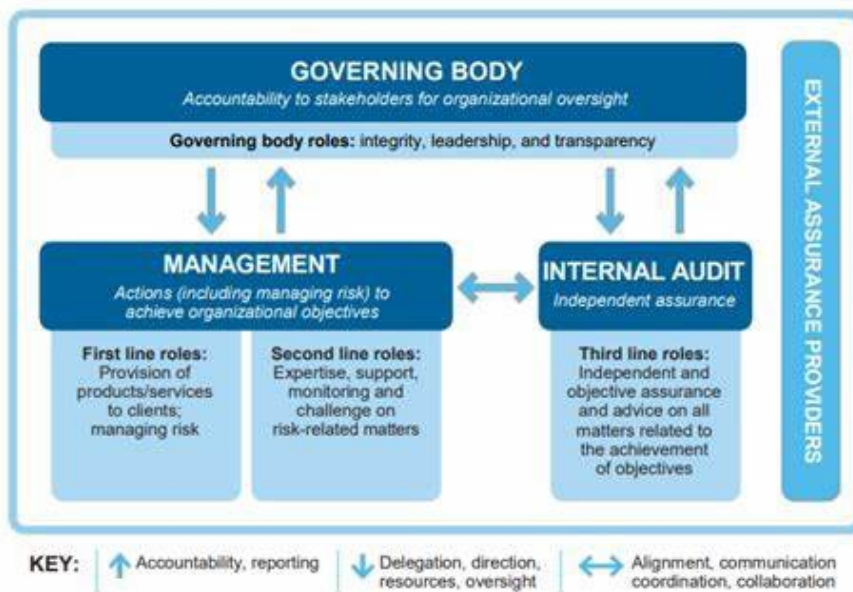 GOVERNING BODY
Accountability to stakeholders for organizational oversight
Governing body roles: integrity, leadership, and transparency
MANAGEMENT
Actions (including managing risk) to
achieve organizational objectives
First line roles:
Provision of
products/services
to clients;
managing risk
Second line roles:
Expertise, support,
monitoring and
challenge on
risk-related matters
INTERNAL AUDIT
Independent assurance
Third line roles:
Independent and
objective assurance
and advice on all
matters related to
the achievement
of objectives
EXTERNAL ASSURANCE PROVIDERS
KEY:
Accountability, reporting
Delegation, direction,
resources, oversight
Alignment, communication
coordination, collaboration